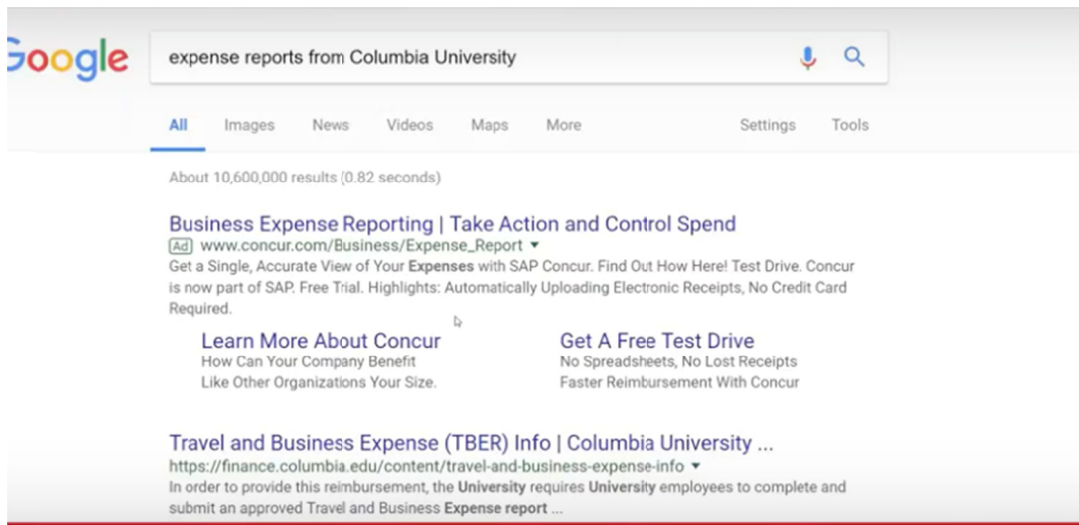 Google
expense reports from Columbia University
All Images News Videos Maps More Settings Tools
About 10,600,000 results (0.82 seconds)
Business Expense Reporting | Take Action and Control Spend
Ad www.concur.com/Business/Expense_Report
Get a Single, Accurate View of Your Expenses with SAP Concur. Find Out How Here! Test Drive. Concur
is now part of SAP. Free Trial. Highlights: Automatically Uploading Electronic Receipts, No Credit Card
Required.
Learn More About Concur
How Can Your Company Benefit
Like Other Organizations Your Size.
Get A Free Test Drive
No Spreadsheets, No Lost Receipts
Faster Reimbursement With Concur
Travel and Business Expense (TBER) Info | Columbia University ...
https://finance.columbia.edu/content/travel-and-business-expense-info
In order to provide this reimbursement, the University requires University employees to complete and
submit an approved Travel and Business Expense report ...